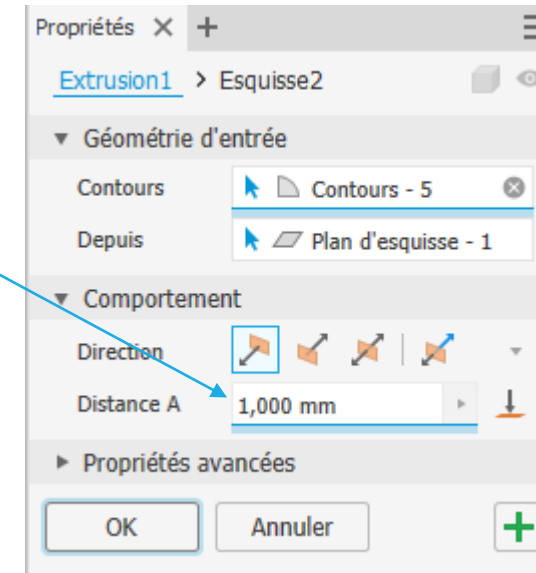 Propriétés
Extrusion1 > Esquisse2
Géométrie d'entrée
Contours Contours - 5
Depuis Plan d'esquisse - 1
Comportement
Direction
Distance A 1,000 mm
Propriétés avancées
OK Annuler